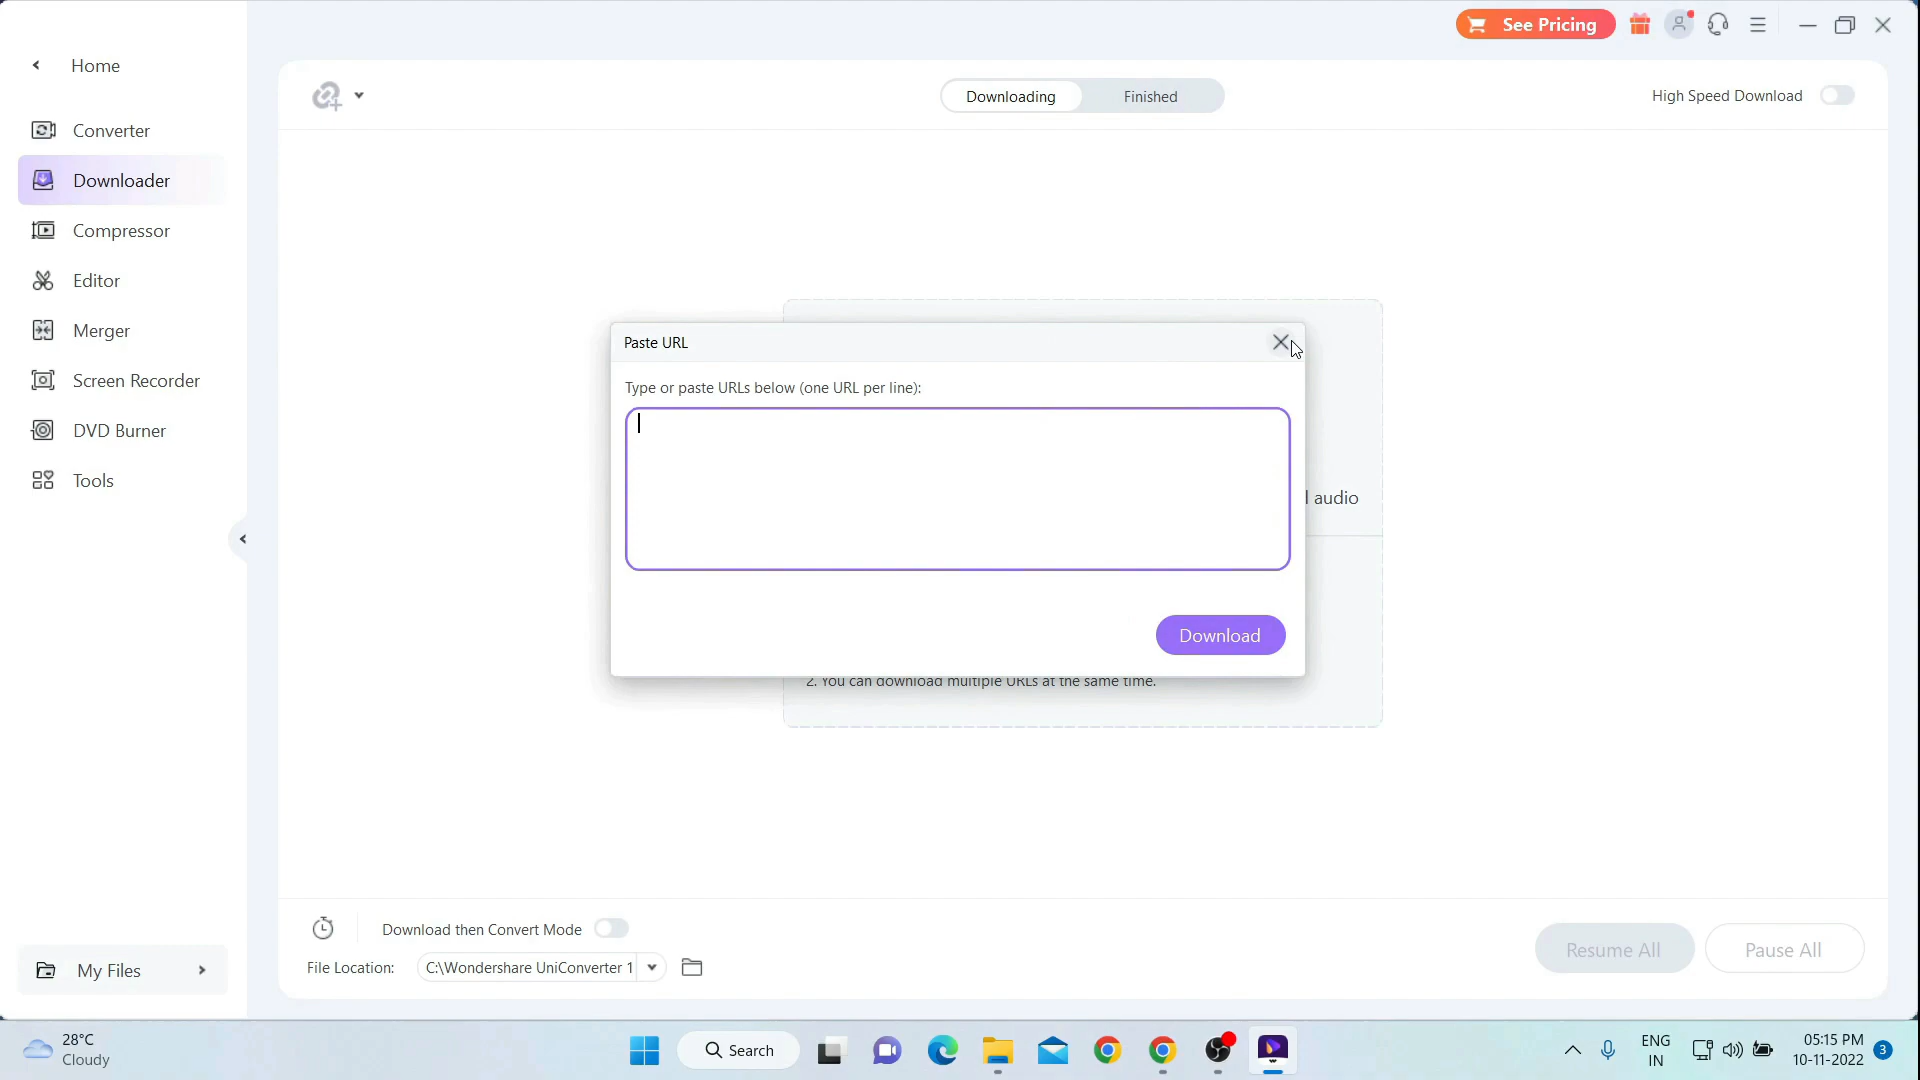 See Pricing
Home
Converter
Downloader
Compressor
Editor
Merger
Screen Recorder
DVD Burner
Tools
My Files
Downloading
Finished
High Speed Download
Paste URL
Type or paste URLs below (one URL per line):
audio
Download
2. You can download multiple URLs at the same time.
Download then Convert Mode
File Location:
C:\Wondershare UniConverter 1
Resume All
Pause All
28°C
Cloudy
Search
ENG
IN
05:15 PM
10-11-2022
3